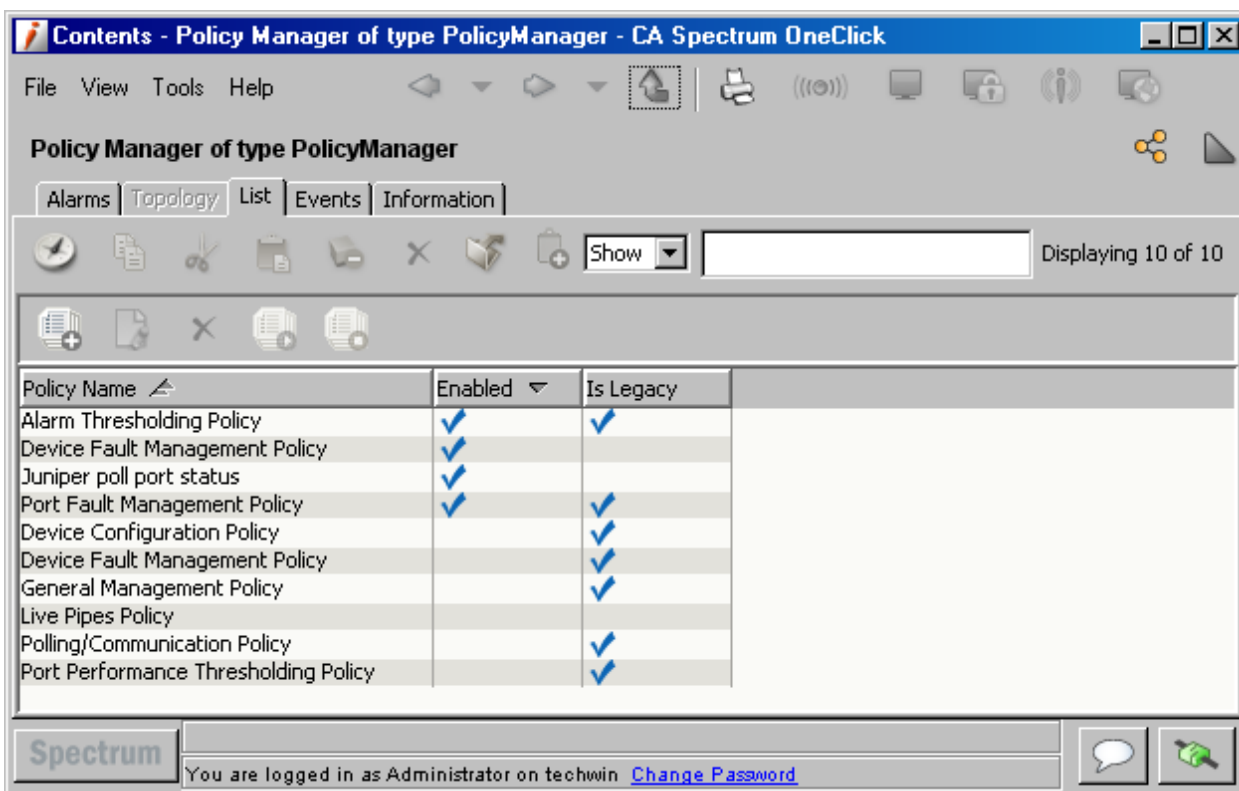 Contents - Policy Manager of type PolicyManager - CA Spectrum OneClick
File View Tools Help
Policy Manager of type PolicyManager
Alarms Topology List Events Information
Show Displaying 10 of 10
Policy Name Enabled Is Legacy
Alarm Thresholding Policy
Device Fault Management Policy
Juniper poll port status
Port Fault Management Policy
Device Configuration Policy
Device Fault Management Policy
General Management Policy
Live Pipes Policy
Polling/Communication Policy
Port Performance Thresholding Policy
Spectrum
You are logged in as Administrator on techwin Change Password